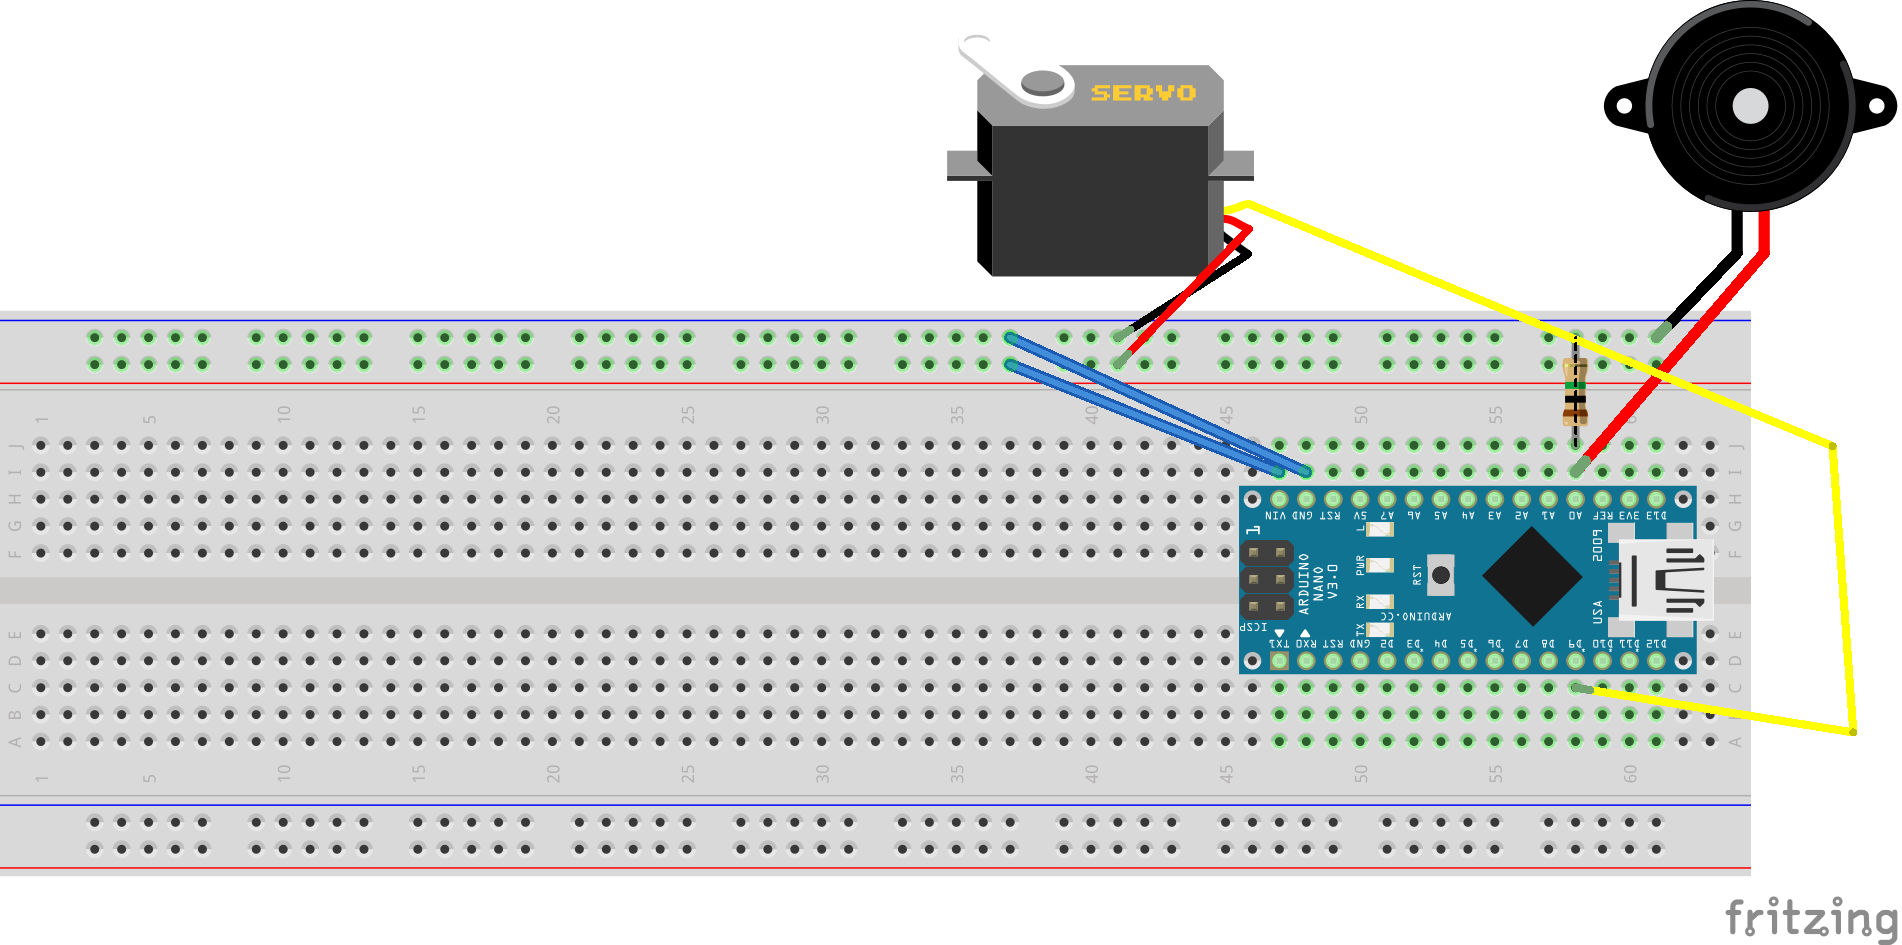 SERVO
1 5 10 15 20 25 30 35 40 45 50 55 60
J J
I I
H H
G G
F F
VIN GND RST 5V A7 A6 A5 A4 A3 A2 A1 A0 REF 3V3 D13
1
L
PWR
RX
TX
RST
ARDUINO
NANO
V3.0
ARDUINO.CC
USA
2009
ICSP
TX1 RX0 RST GND D2 D3 D4 D5 D6 D7 D8 D9 D10 D11 D12
E E
D D
C C
B
A A
1 5 10 15 20 25 30 35 40 45 50 55 60
fritzing